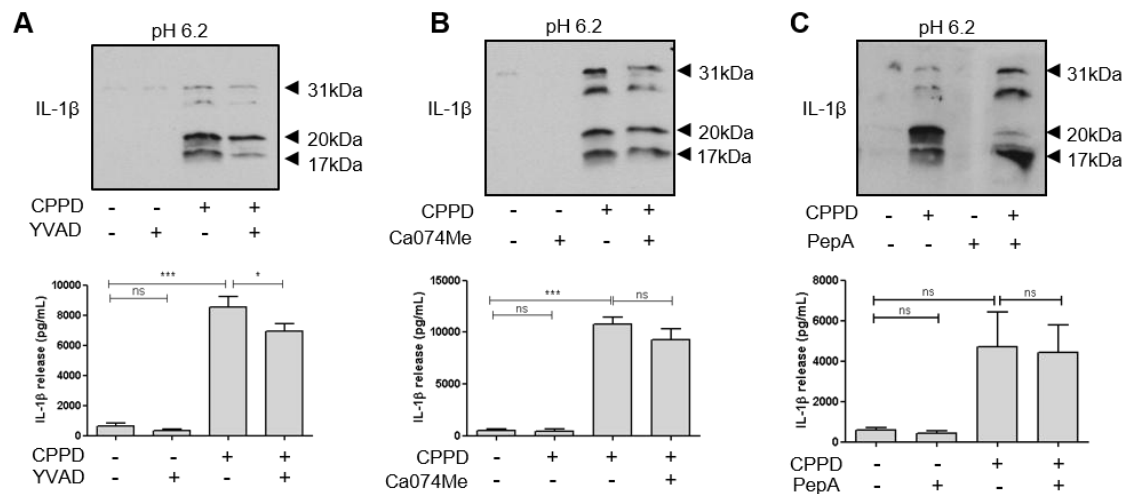 A
pH 6.2
IL-1β
31kDa
20kDa
17kDa
CPPD - - + +
YVAD - + - +
***
ns
*
IL-1β release (pg/mL)
10000
8000
6000
4000
2000
0
CPPD - - + +
YVAD - + - +
B
pH 6.2
IL-1β
31kDa
20kDa
17kDa
CPPD - - + +
Ca074Me - + - +
***
ns
ns
IL-1β release (pg/mL)
15000
10000
5000
0
CPPD - + + +
Ca074Me - - - +
C
pH 6.2
IL-1β
31kDa
20kDa
17kDa
CPPD - + - +
PepA - - + +
ns
ns
ns
IL-1β release (pg/mL)
8000
6000
4000
2000
0
CPPD - - + +
PepA - + - +